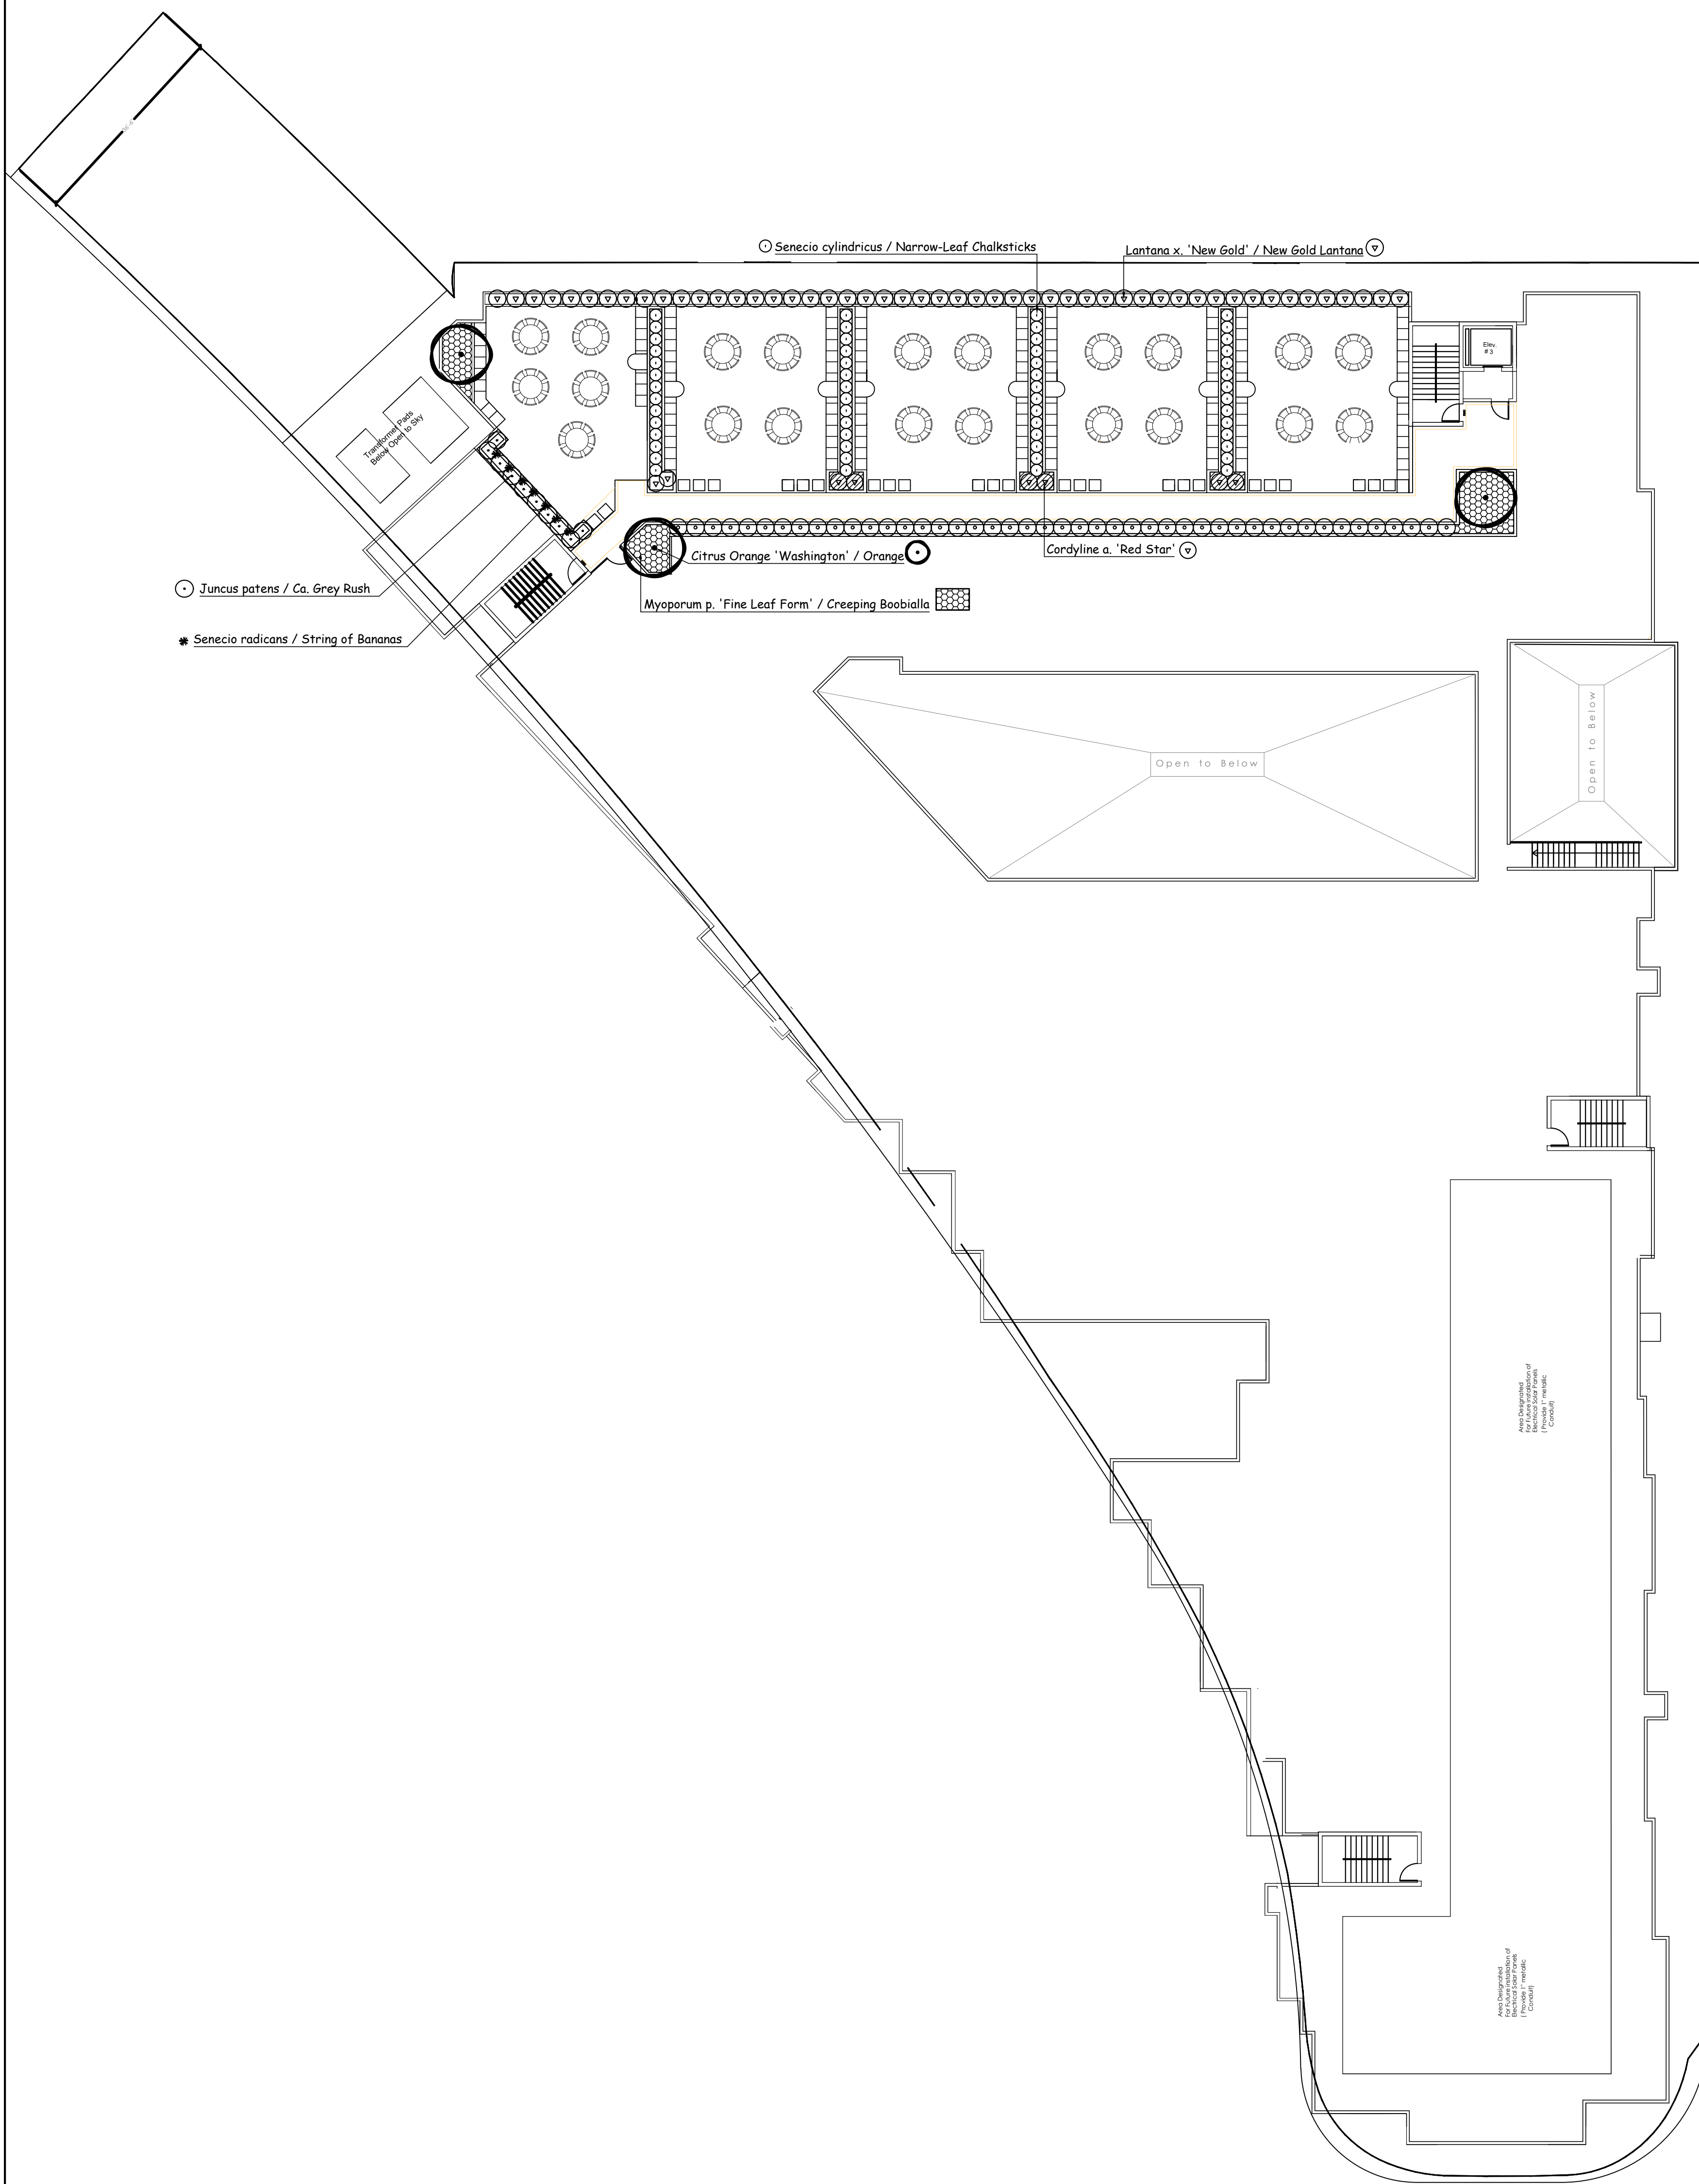 Senecio cylindricus / Narrow-Leaf Chalksticks
Lantana x. 'New Gold' / New Gold Lantana
Elev.
# 3
Transformer Pads
Below Open to Sky
Citrus Orange 'Washington' / Orange
Cordyline a. 'Red Star'
Juncus patens / Ca. Grey Rush
Myoporum p. 'Fine Leaf Form' / Creeping Boobialla
Senecio radicans / String of Bananas
Open to Below
Open to Below
Area Designated
For Future installation of
Electrical Solar Panels
( Provide 1" metallic
Conduit)
Area Designated
For Future installation of
Electrical Solar Panels
( Provide 1" metallic
Conduit)